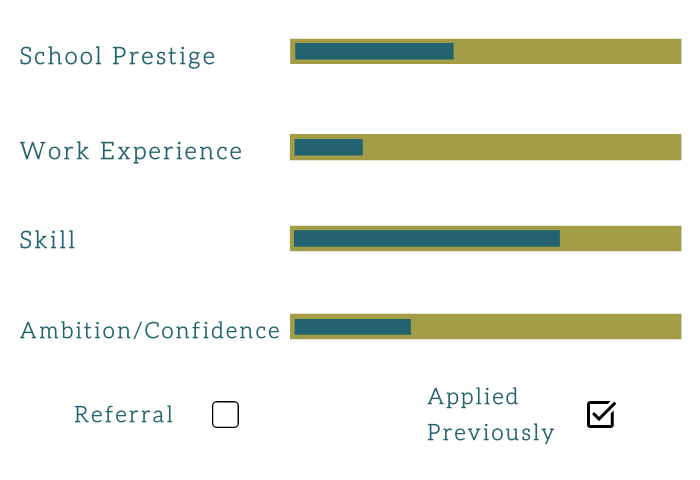 School Prestige
Work Experience
Skill
Ambition/Confidence
Referral
Applied
Previously